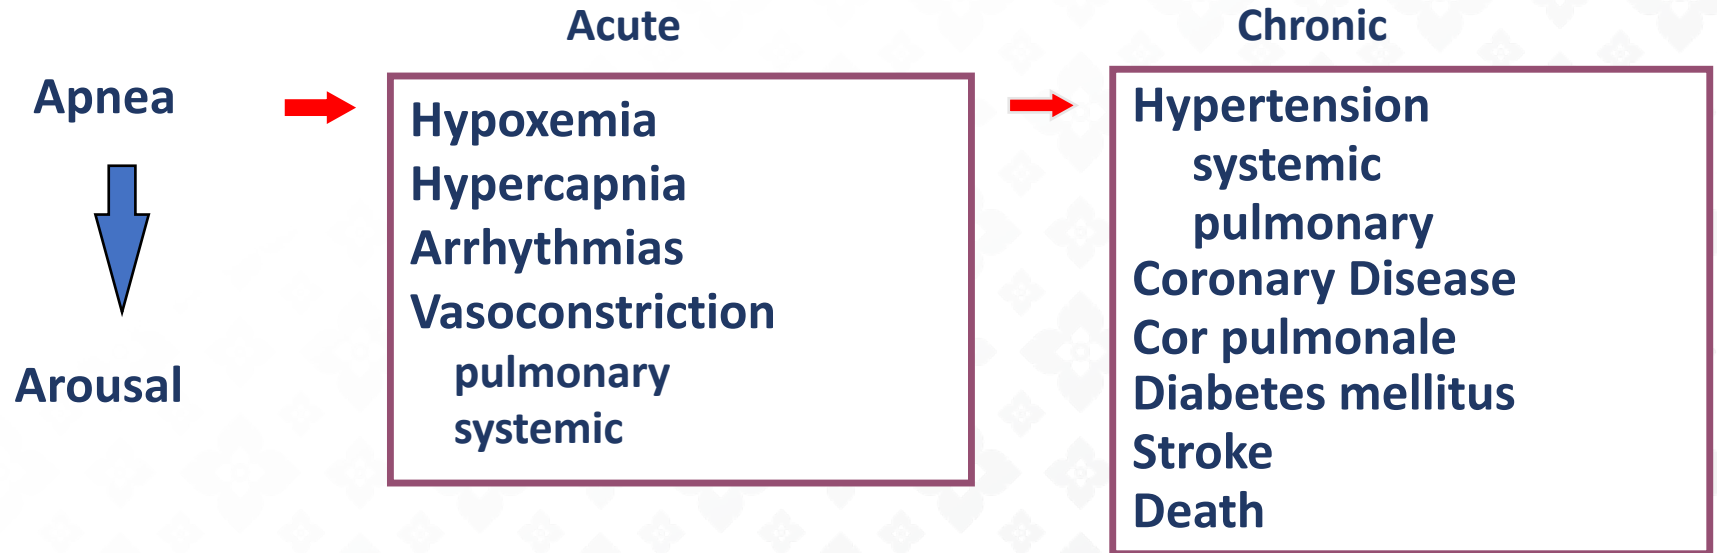 Apnea
Arousal
Acute
Hypoxemia
Hypercapnia
Arrhythmias
Vasoconstriction
pulmonary
systemic
Chronic
Hypertension
systemic
pulmonary
Coronary Disease
Cor pulmonale
Diabetes mellitus
Stroke
Death